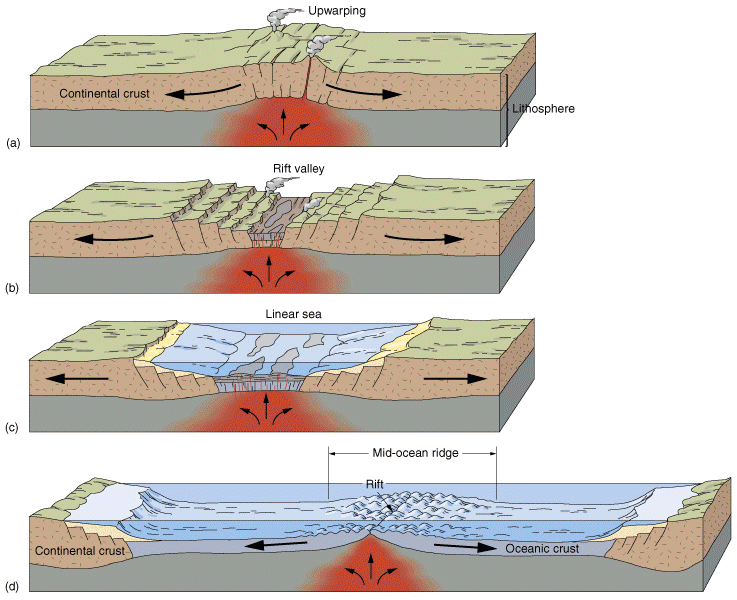 Upwarping
Continental crust
Lithosphere
(a)
Rift valley
(b)
Linear sea
(c)
Mid-ocean ridge
Rift
Continental crust
Oceanic crust
(d)